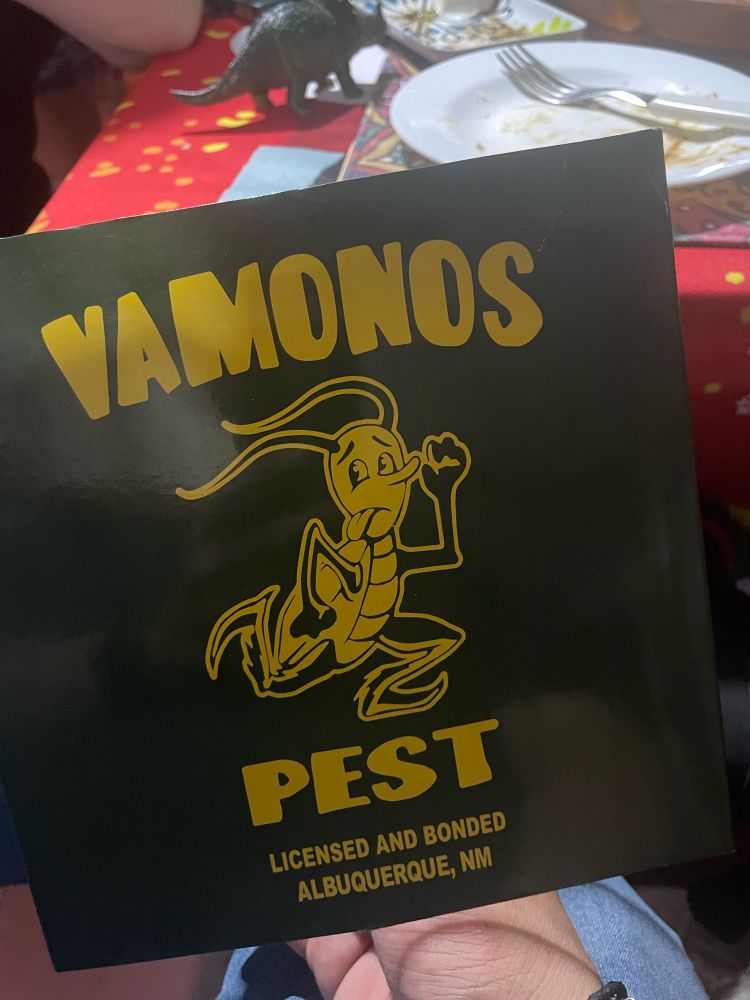 VAMONOS
PEST
LICENSED AND BONDED
ALBUQUERQUE, NM